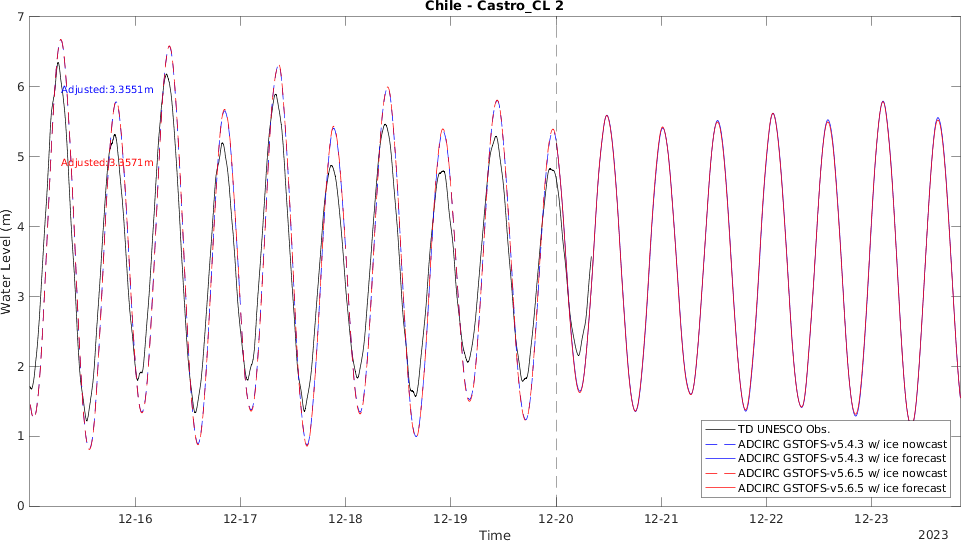 Chile - Castro_CL 2
7
6
5
4
3
2
1
0
Water Level (m)
Adjusted:3.3551m
Adjusted:3.3571m
TD UNESCO Obs.
ADCIRC GSTOFS-v5.4.3 w/ ice nowcast
ADCIRC GSTOFS-v5.4.3 w/ ice forecast
ADCIRC GSTOFS-v5.6.5 w/ ice nowcast
ADCIRC GSTOFS-v5.6.5 w/ ice forecast
12-16 12-17 12-18 12-19 12-20 12-21 12-22 12-23
Time
2023